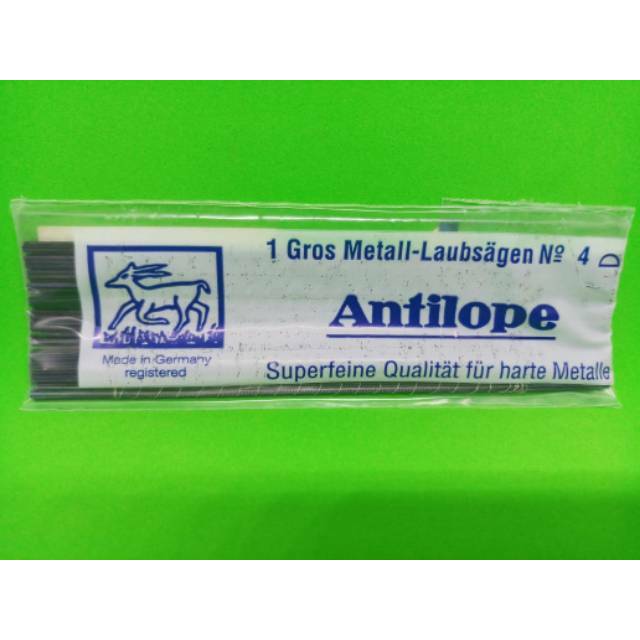 1 Gros Metall-Laubsägen Nº 4
D
Antilope
Made in Germany
registered
Superfeine Qualität für harte Metalle